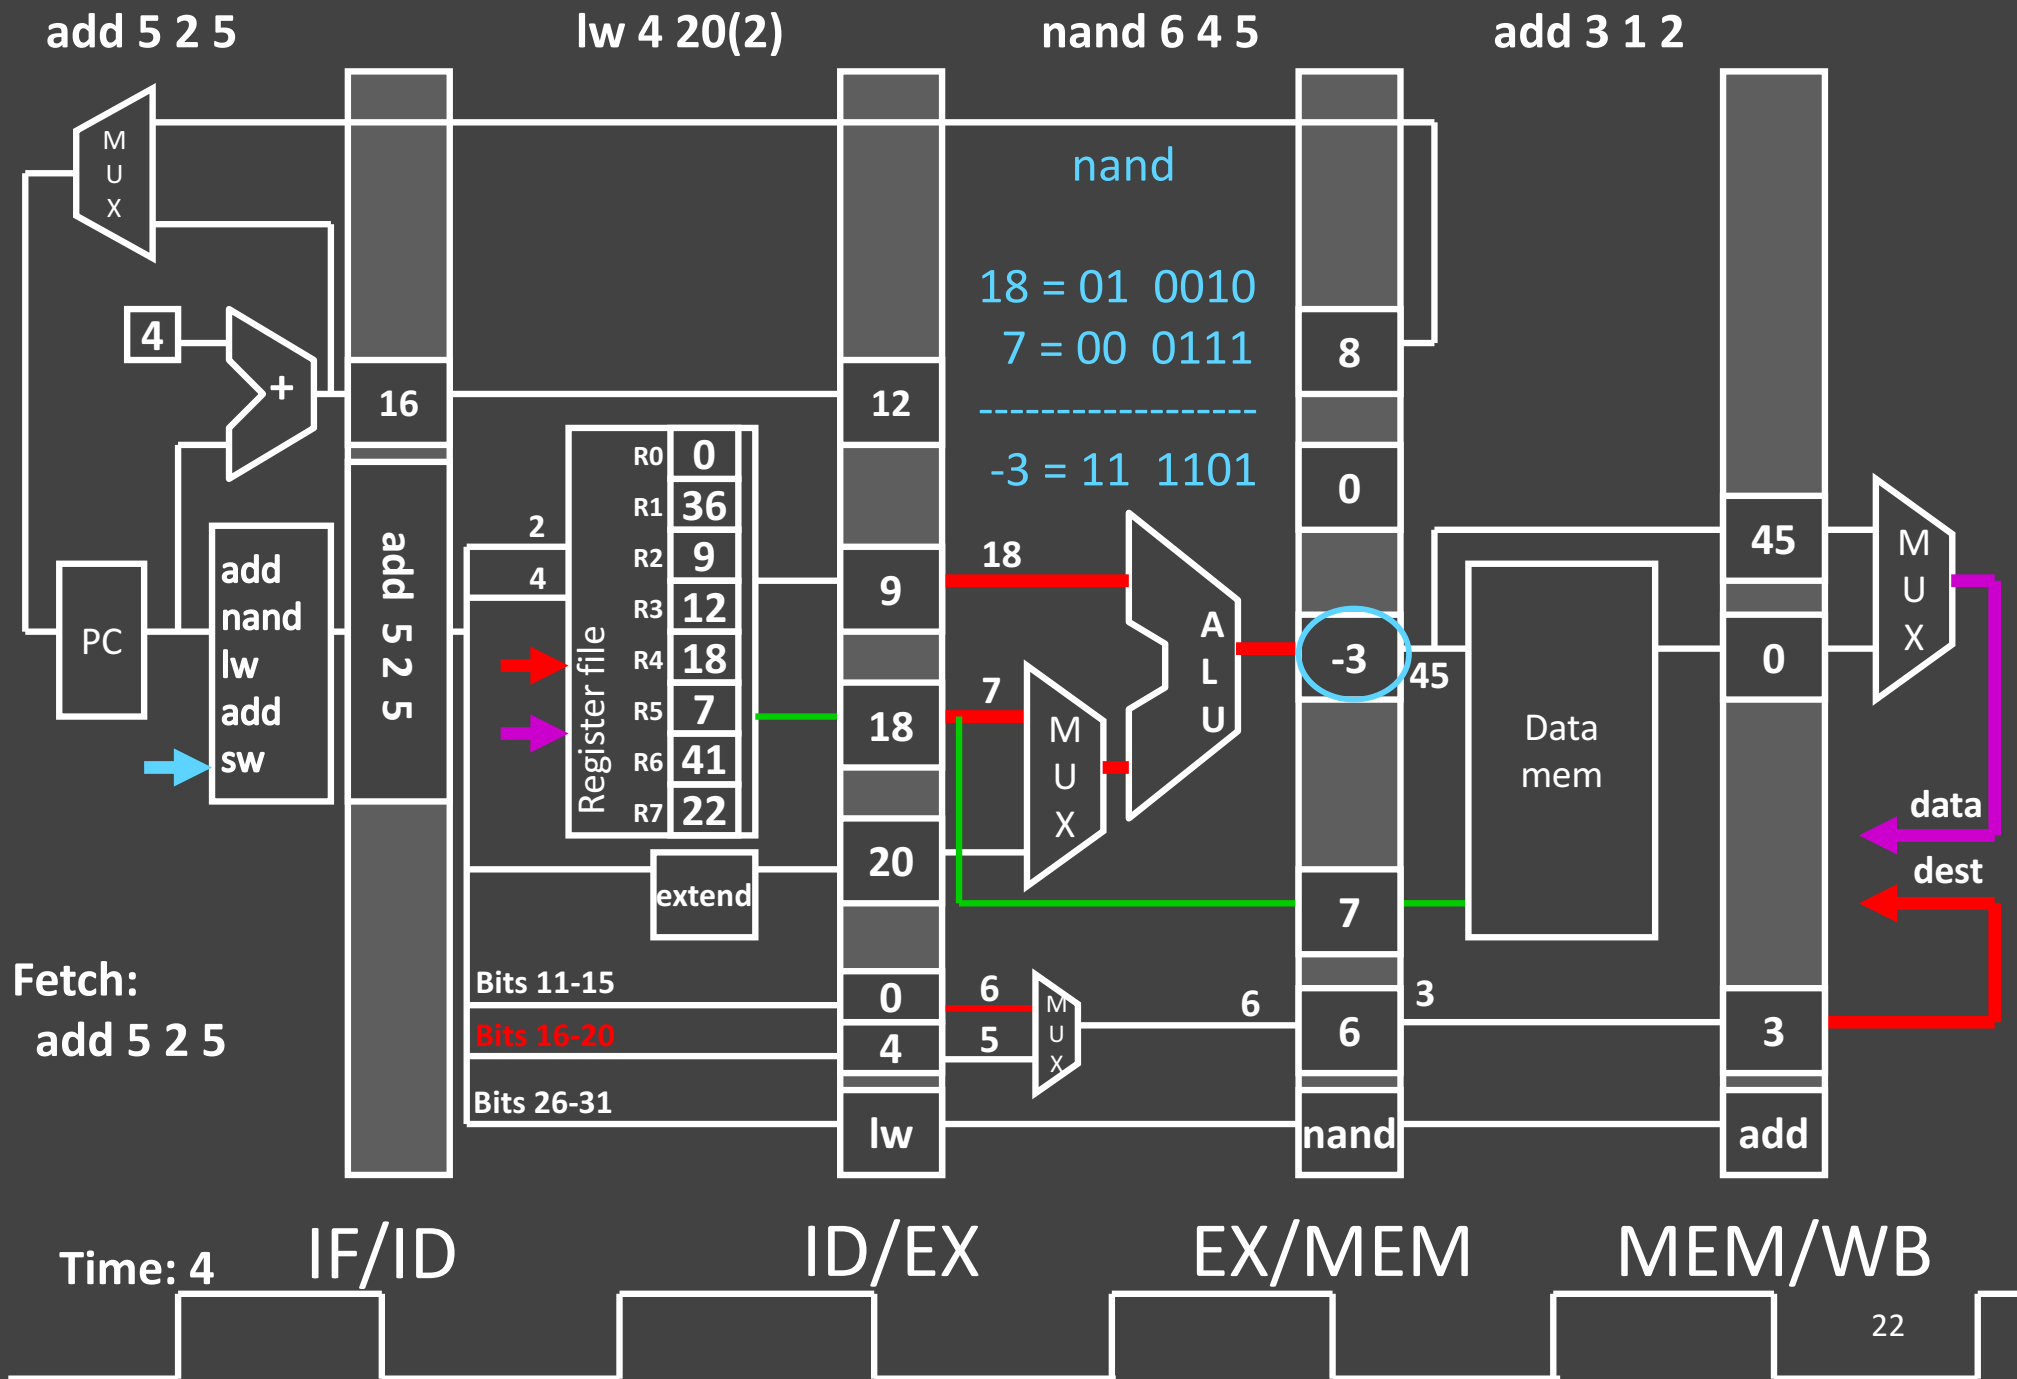 add 5 2 5
lw 4 20(2)
nand 6 4 5
add 3 1 2
M
U
X
nand
18 = 01 0010
7 = 00 0111
------------------
-3 = 11 1101
4
+
16
12
8
0
R0 0
R1 36
R2 9
R3 12
R4 18
R5 7
R6 41
R7 22
Register file
2
4
add 5 2 5
PC
add
nand
lw
add
sw
9
18
18
7
20
extend
M
U
X
A
L
U
-3
45
7
Data
mem
45
0
M
U
X
data
dest
Fetch:
add 5 2 5
Bits 11-15
Bits 16-20
Bits 26-31
0
4
lw
6
5
M
U
X
6
6
nand
3
3
add
Time: 4
IF/ID
ID/EX
EX/MEM
MEM/WB
22